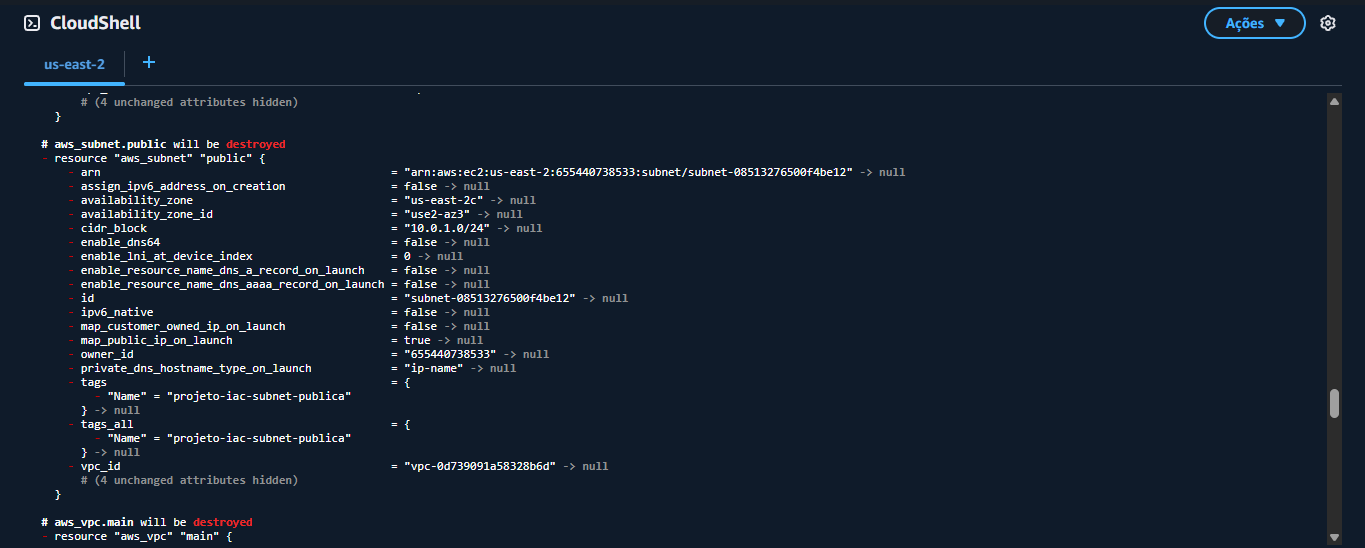 CloudShell
Ações
us-east-2
+
# (4 unchanged attributes hidden)
}
# aws_subnet.public will be destroyed
- resource "aws_subnet" "public" {
- arn = "arn:aws:ec2:us-east-2:655440738533:subnet/subnet-08513276500f4be12" -> null
- assign_ipv6_address_on_creation = false -> null
- availability_zone = "us-east-2c" -> null
- availability_zone_id = "use2-az3" -> null
- cidr_block = "10.0.1.0/24" -> null
- enable_dns64 = false -> null
- enable_lni_at_device_index = 0 -> null
- enable_resource_name_dns_a_record_on_launch = false -> null
- enable_resource_name_dns_aaaa_record_on_launch = false -> null
- id = "subnet-08513276500f4be12" -> null
- ipv6_native = false -> null
- map_customer_owned_ip_on_launch = false -> null
- map_public_ip_on_launch = true -> null
- owner_id = "655440738533" -> null
- private_dns_hostname_type_on_launch = "ip-name" -> null
- tags = {
- "Name" = "projeto-iac-subnet-publica"
} -> null
- tags_all = {
- "Name" = "projeto-iac-subnet-publica"
} -> null
- vpc_id = "vpc-0d739091a58328b6d" -> null
# (4 unchanged attributes hidden)
}
# aws_vpc.main will be destroyed
- resource "aws_vpc" "main" {